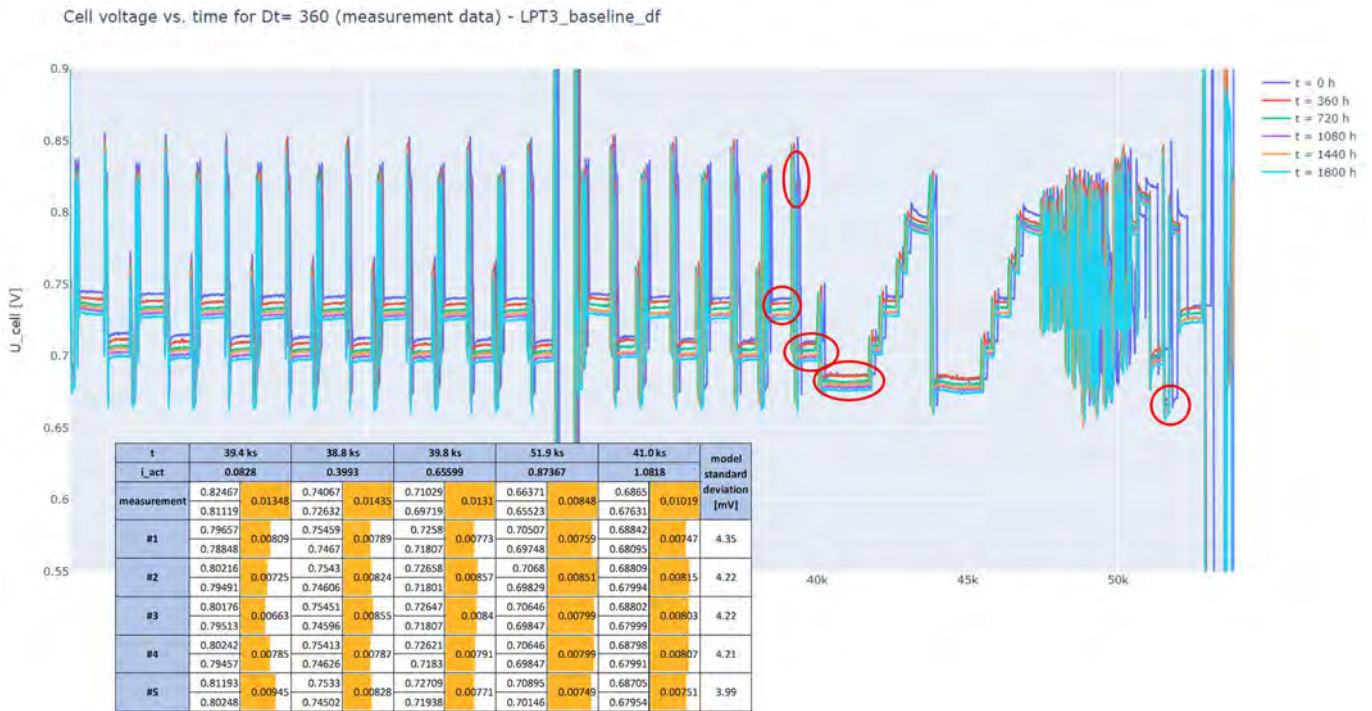 Cell voltage vs. time for Dt= 360 (measurement data) - LPT3_baseline_df
0.9
0.85
0.8
0.75
0.7
0.65
0.6
0.55
U_cell [V]
t = 0 h
t = 360 h
t = 720 h
t = 1080 h
t = 1440 h
t = 1800 h
40k 45k 50k
t 39.4 ks 38.8 ks 39.8 ks 51.9 ks 41.0 ks model standard deviation [mV]
i_act 0.0828 0.3993 0.65599 0.87367 1.0818
measurement 0.82467 0.01348 0.74067 0.01435 0.71029 0.0131 0.66371 0.00848 0.6865 0.01019
0.81119 0.72632 0.69719 0.65523 0.67631
#1 0.79657 0.00809 0.75459 0.00789 0.7258 0.00773 0.70507 0.00759 0.68842 0.00747 4.35
0.78848 0.7467 0.71807 0.69748 0.68095
#2 0.80216 0.00725 0.7543 0.00824 0.72658 0.00857 0.7068 0.00851 0.68809 0.00815 4.22
0.79491 0.74606 0.71801 0.69829 0.67994
#3 0.80176 0.00663 0.75451 0.00855 0.72647 0.0084 0.70646 0.00799 0.68802 0.00803 4.22
0.79513 0.74596 0.71807 0.69847 0.67999
#4 0.80242 0.00785 0.75413 0.00787 0.72621 0.00791 0.70646 0.00799 0.68798 0.00807 4.21
0.79457 0.74626 0.7183 0.69847 0.67991
#5 0.81193 0.00945 0.7533 0.00828 0.72709 0.00771 0.70895 0.00749 0.68705 0.00751 3.99
0.80248 0.74502 0.71938 0.70146 0.67954